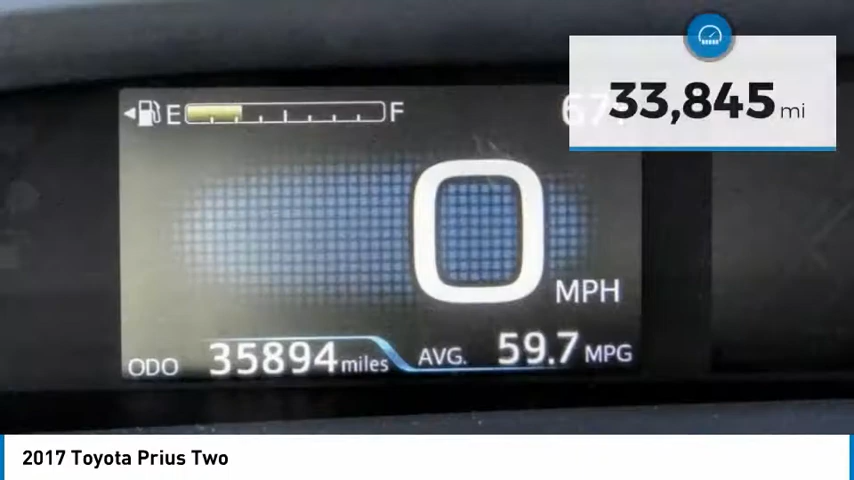 33,845 mi
E F
0 MPH
ODO 35894 miles AVG. 59.7 MPG
2017 Toyota Prius Two